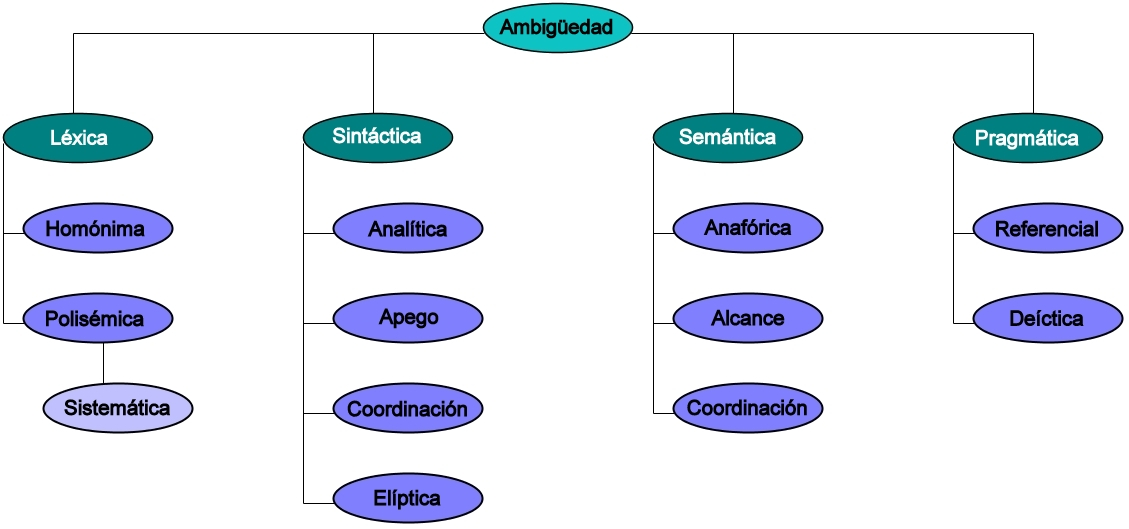 Ambigüedad
Léxica
Sintáctica
Semántica
Pragmática
Homónima
Analítica
Anafórica
Referencial
Polisémica
Apego
Alcance
Deíctica
Sistemática
Coordinación
Coordinación
Elíptica